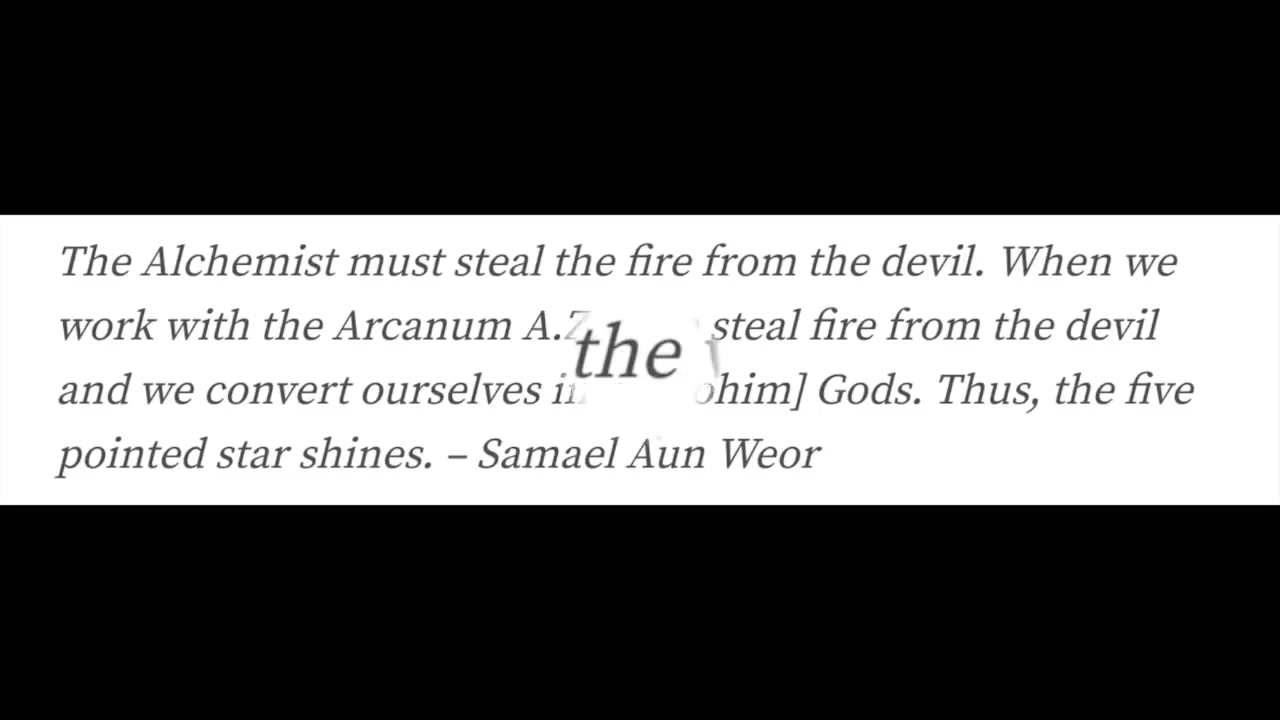 The Alchemist must steal the fire from the devil. When we
work with the Arcanum A. steal fire from the devil
the
and we convert ourselves Gods. Thus, the five
pointed star shines. – Samael Aun Weor